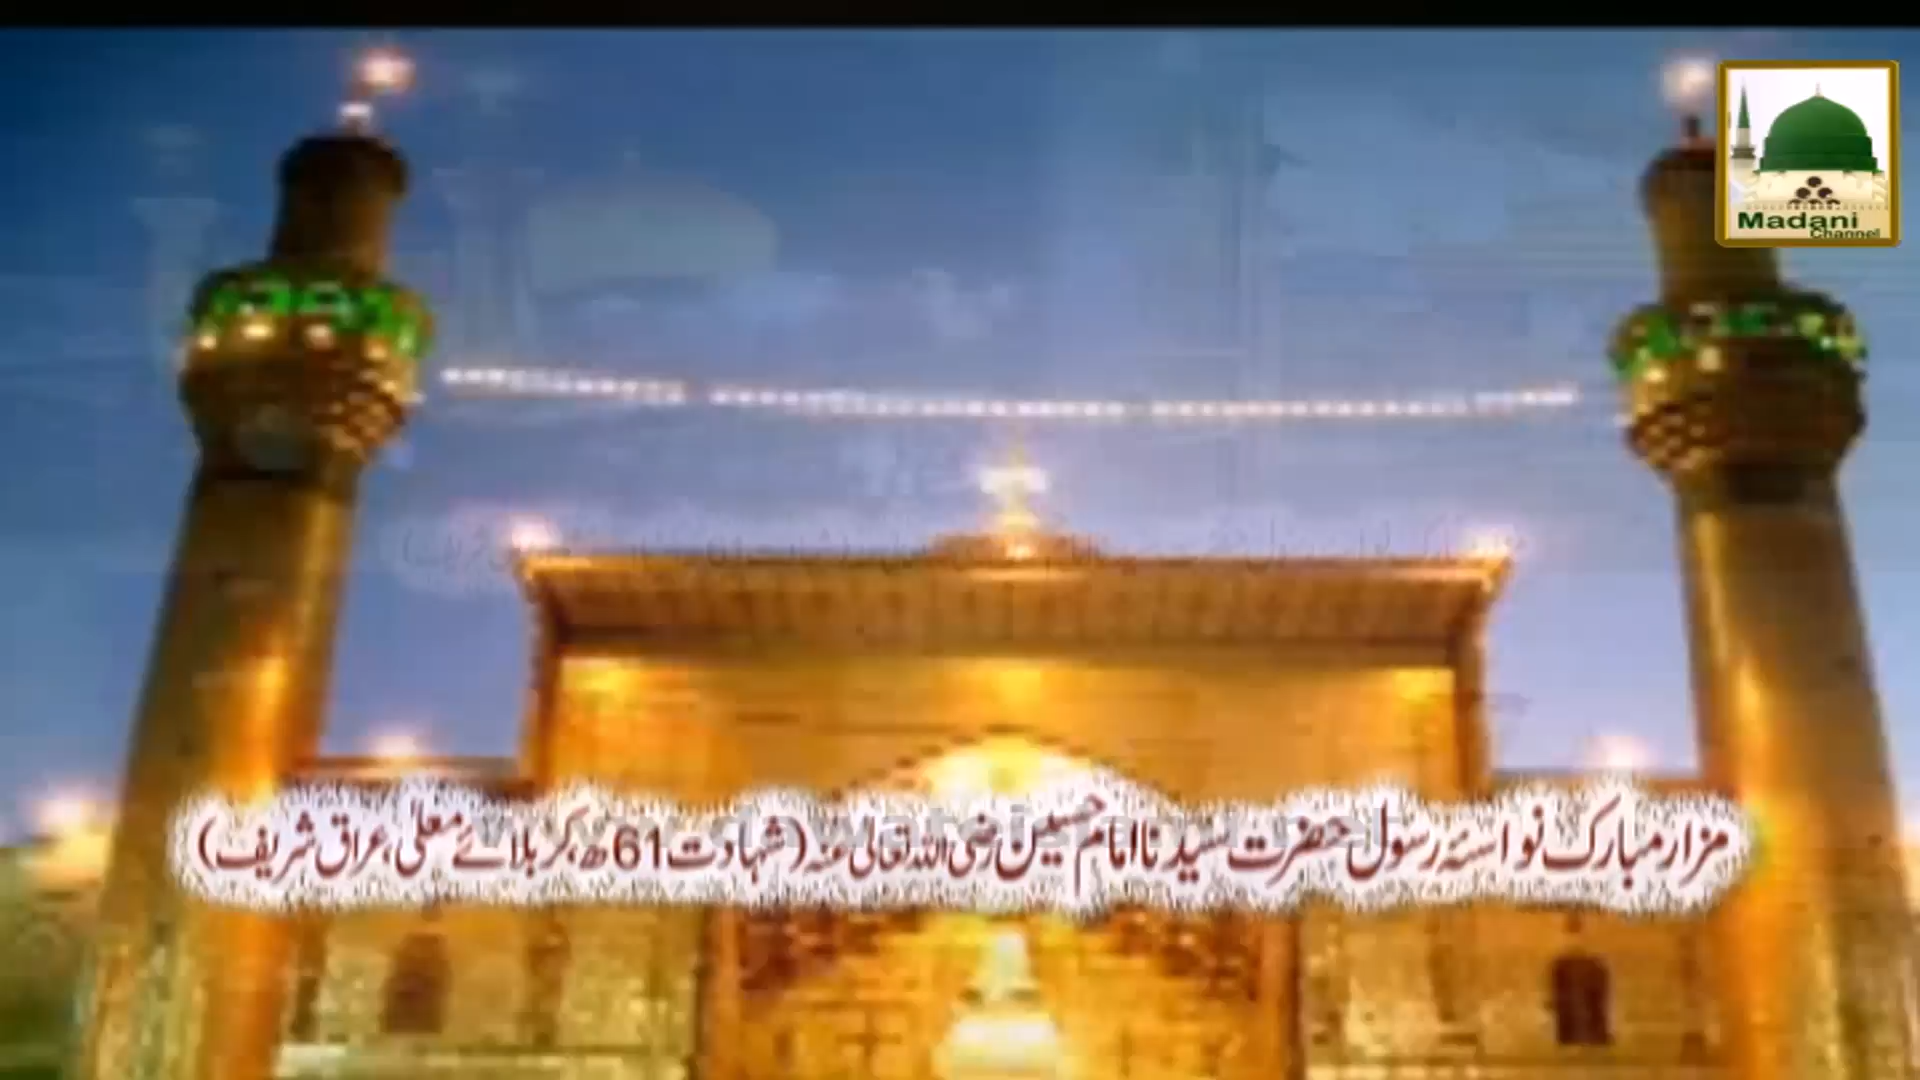 Madani
Channel
مزار مبارک نواسۂ رسول حضرت سیدنا امام حسین رضی اللہ تعالی عنہ (شہادت 61ھ، کربلائے معلی، عراق شریف)